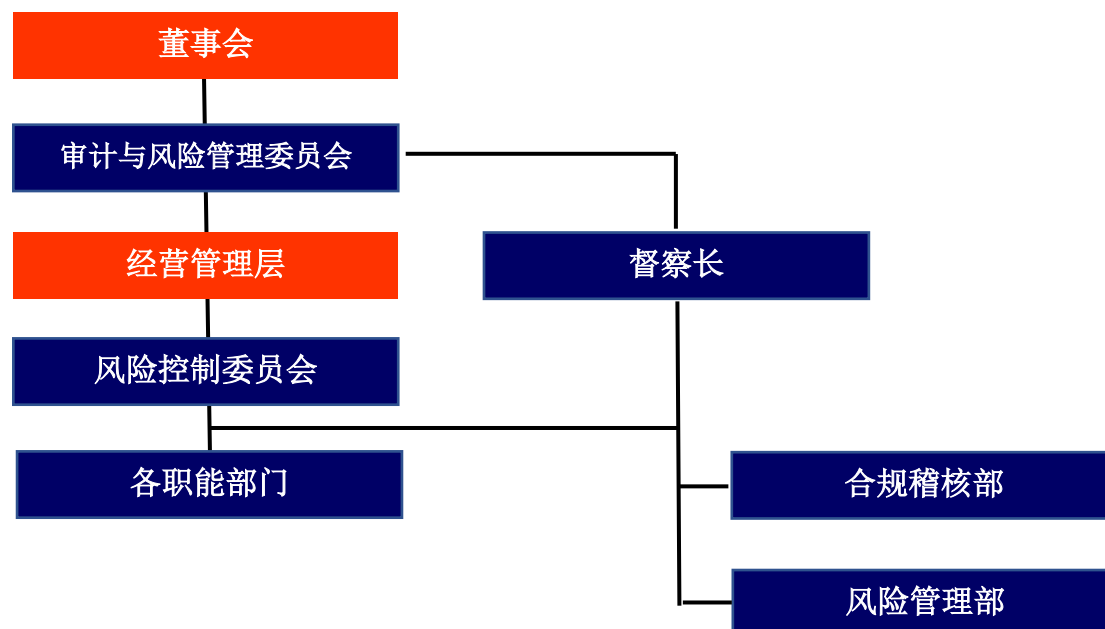 董事会
审计与风险管理委员会
经营管理层
督察长
风险控制委员会
各职能部门
合规稽核部
风险管理部